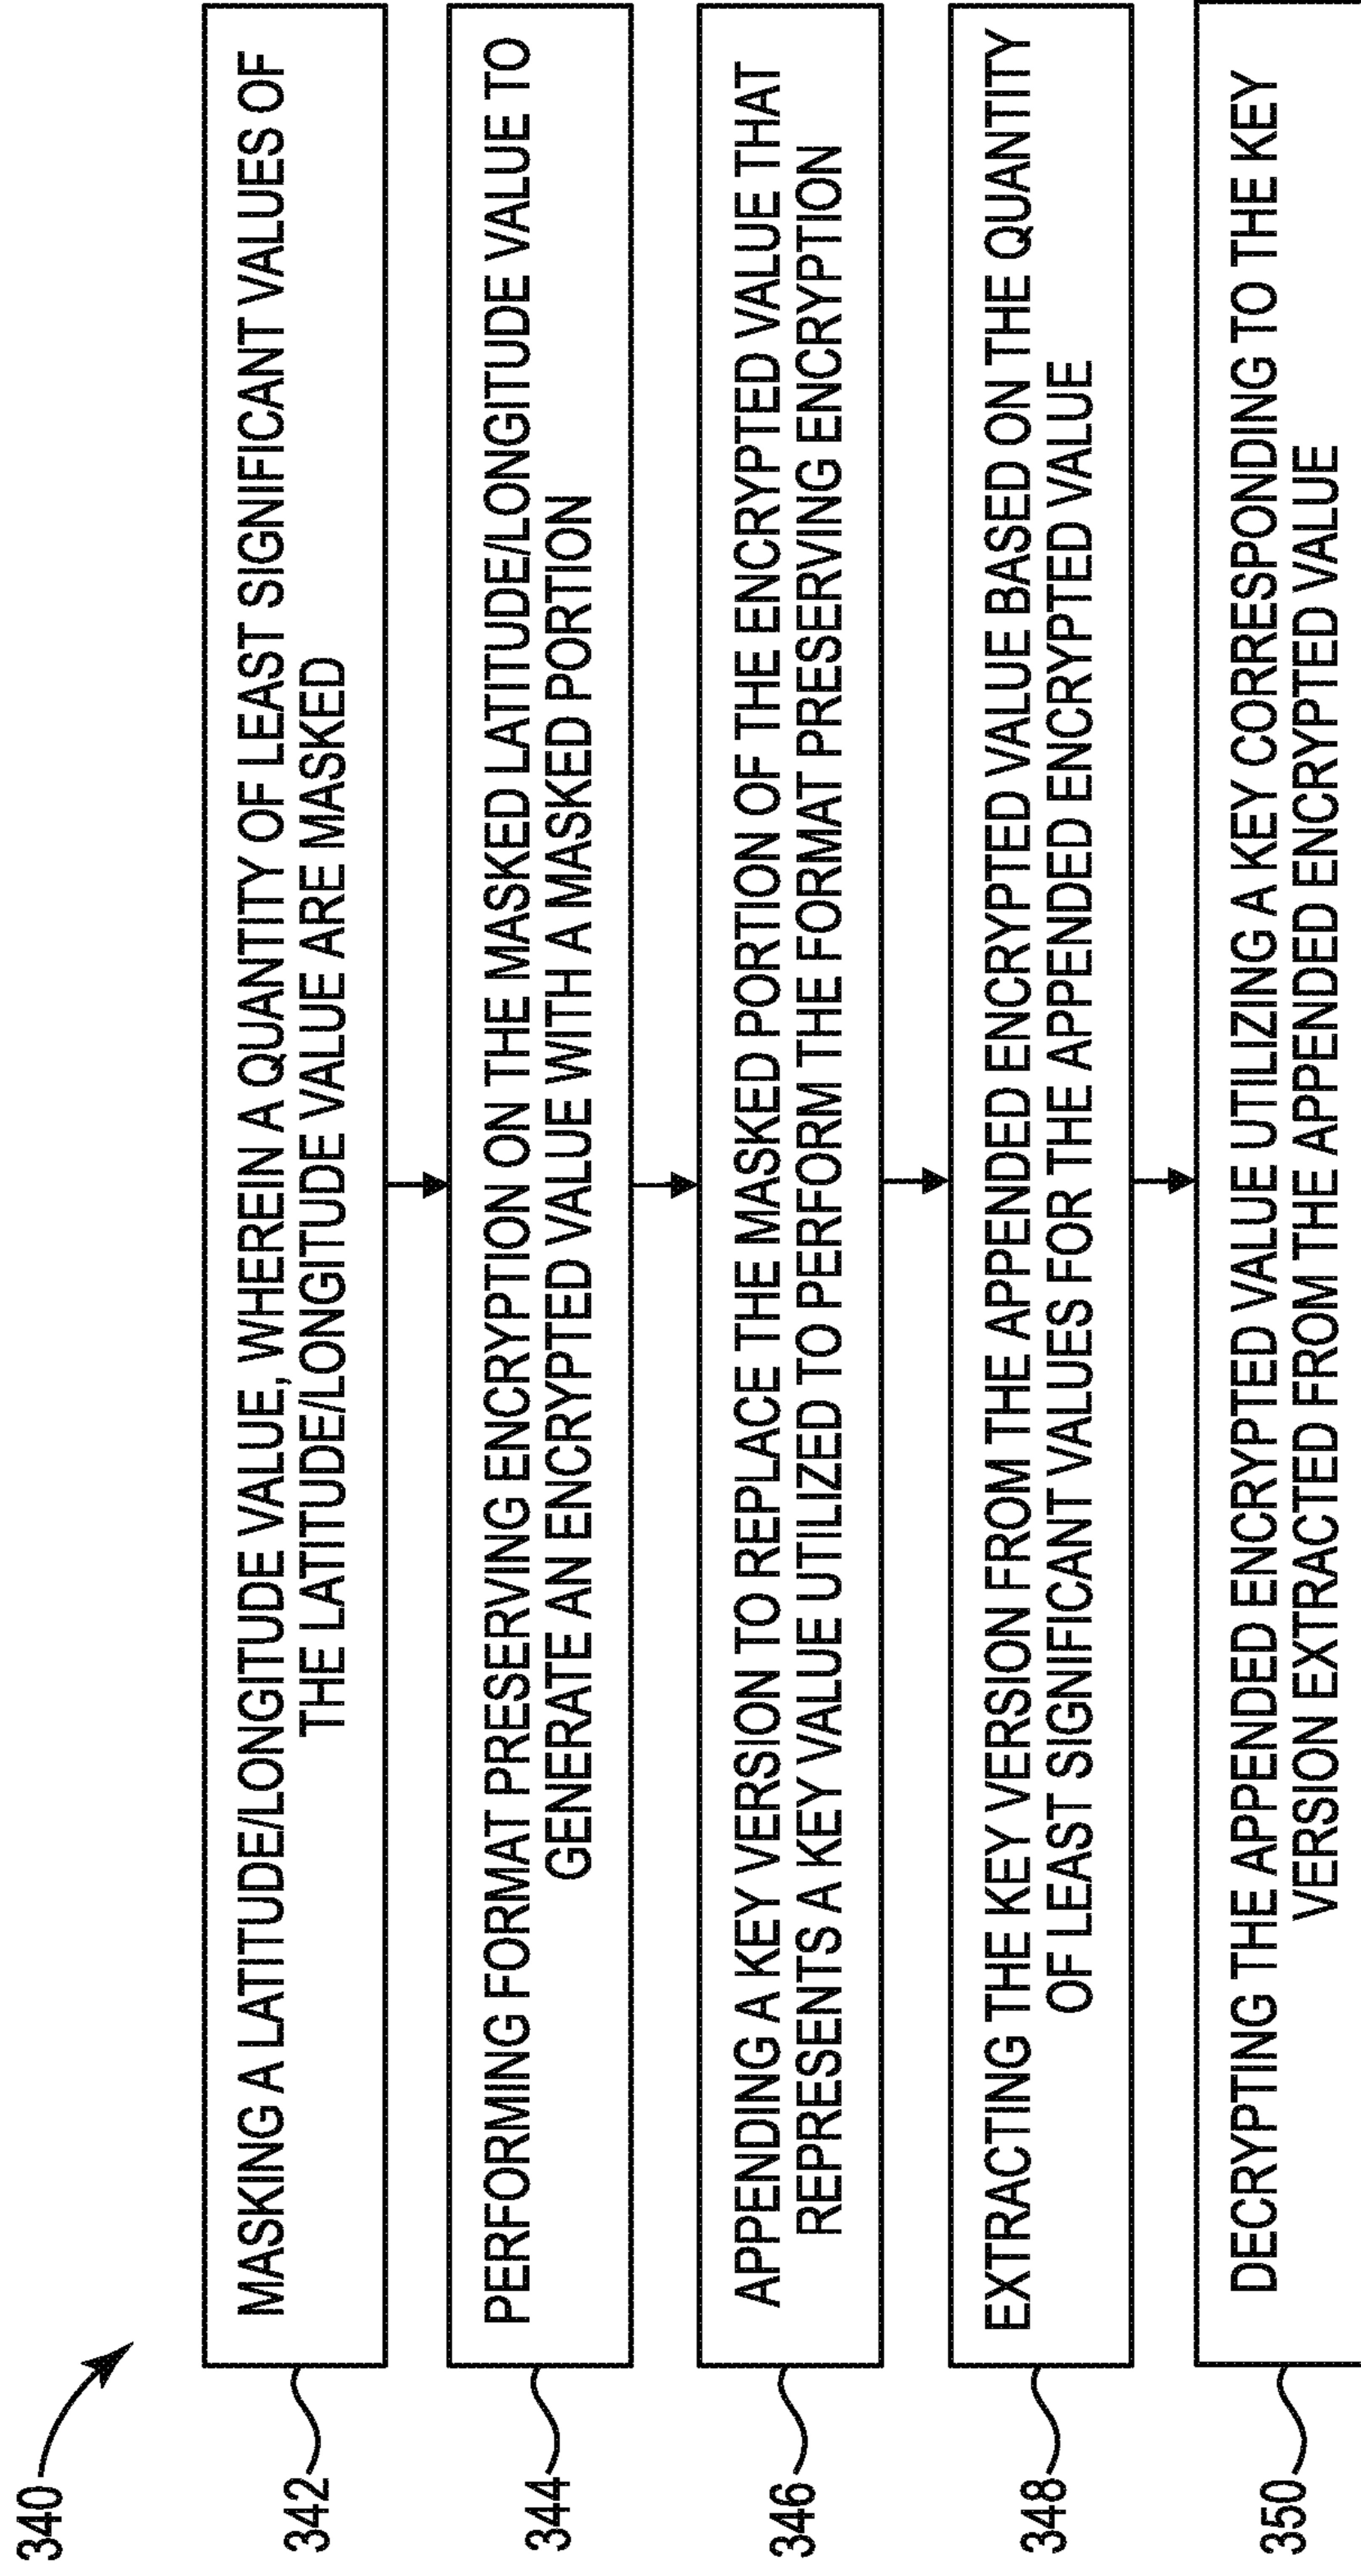 340
342
MASKING A LATITUDE/LONGITUDE VALUE, WHEREIN A QUANTITY OF LEAST SIGNIFICANT VALUES OF
THE LATITUDE/LONGITUDE VALUE ARE MASKED
344
PERFORMING FORMAT PRESERVING ENCRYPTION ON THE MASKED LATITUDE/LONGITUDE VALUE TO
GENERATE AN ENCRYPTED VALUE WITH A MASKED PORTION
346
APPENDING A KEY VERSION TO REPLACE THE MASKED PORTION OF THE ENCRYPTED VALUE THAT
REPRESENTS A KEY VALUE UTILIZED TO PERFORM THE FORMAT PRESERVING ENCRYPTION
348
EXTRACTING THE KEY VERSION FROM THE APPENDED ENCRYPTED VALUE BASED ON THE QUANTITY
OF LEAST SIGNIFICANT VALUES FOR THE APPENDED ENCRYPTED VALUE
350
DECRYPTING THE APPENDED ENCRYPTED VALUE UTILIZING A KEY CORRESPONDING TO THE KEY
VERSION EXTRACTED FROM THE APPENDED ENCRYPTED VALUE